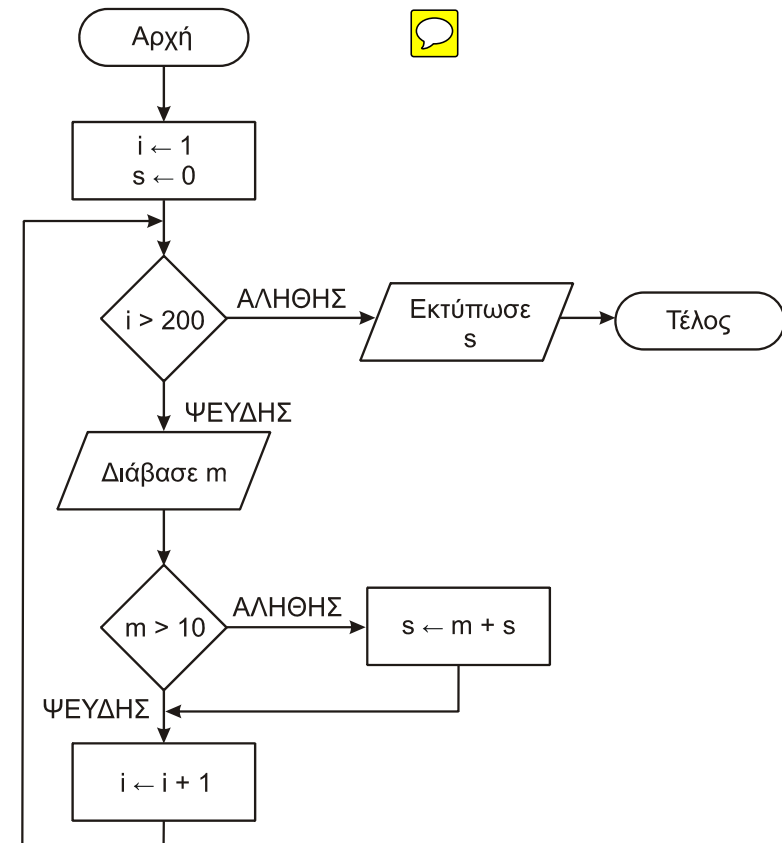 Αρχή
i ← 1
s ← 0
i > 200
ΑΛΗΘΗΣ
Εκτύπωσε
s
Τέλος
ΨΕΥΔΗΣ
Διάβασε m
m > 10
ΑΛΗΘΗΣ
s ← m + s
ΨΕΥΔΗΣ
i ← i + 1